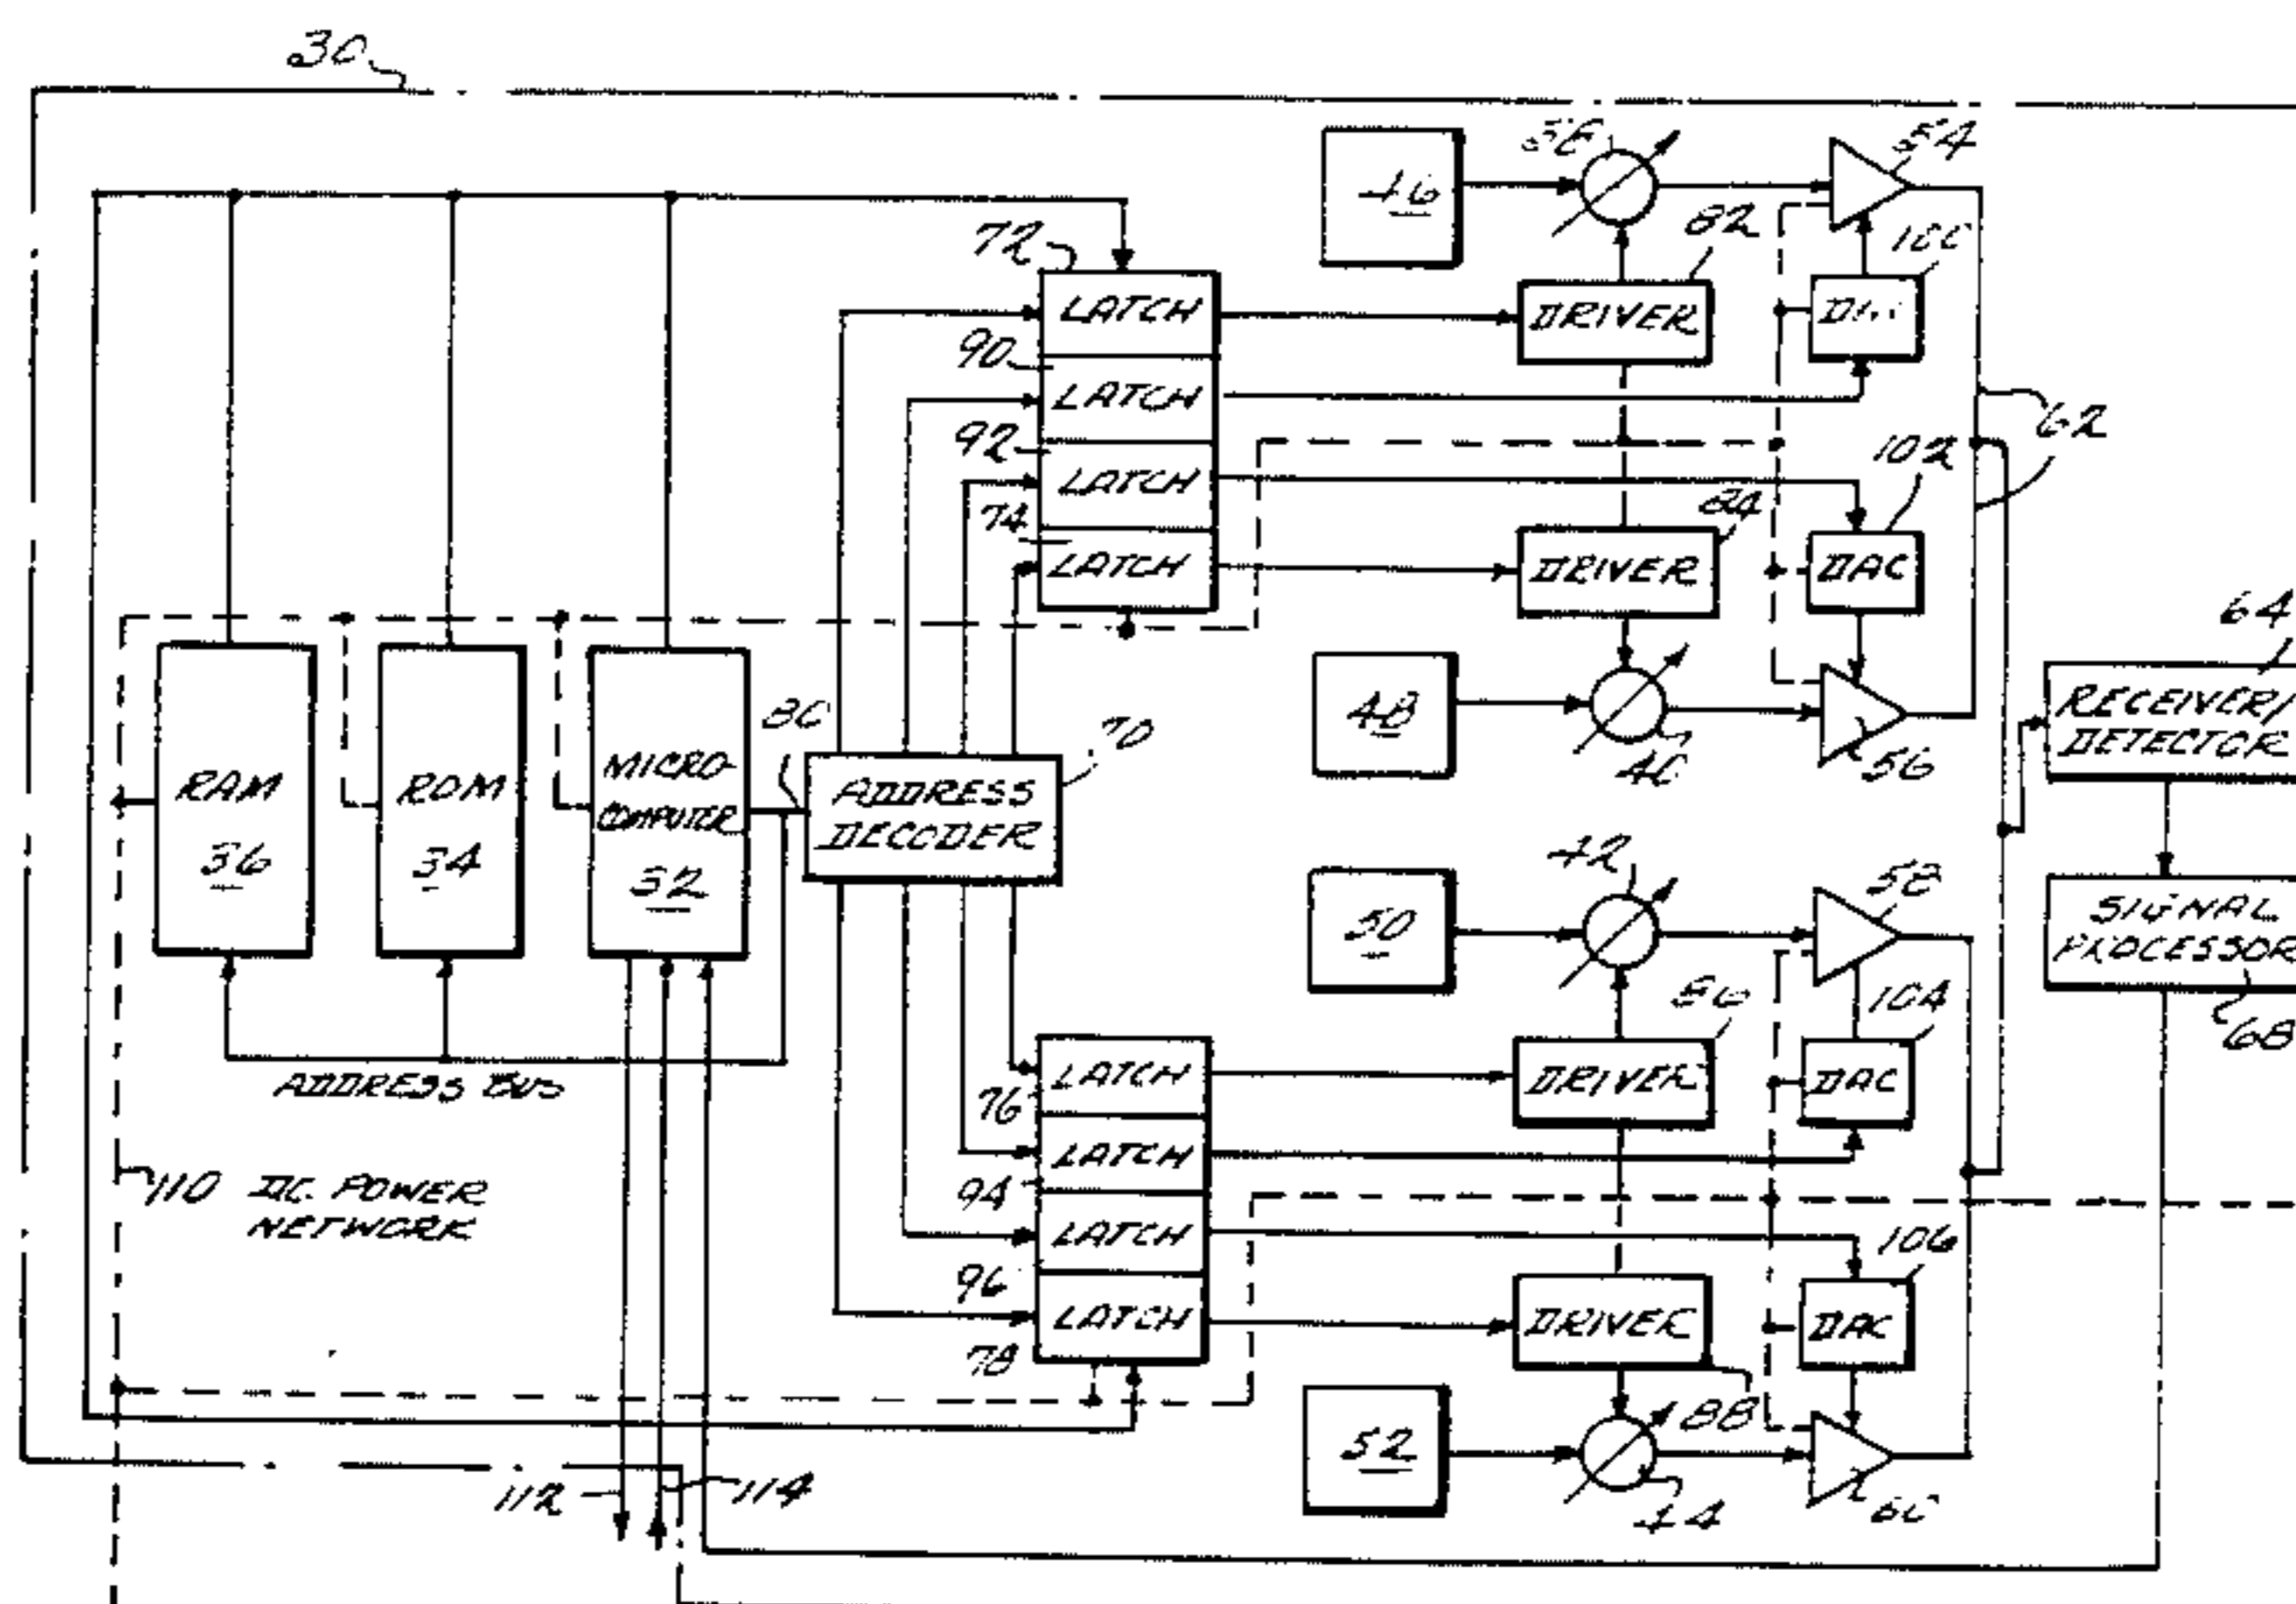 30
46
54
82
100
72
LATCH
DRIVER
90
LATCH
62
92
LATCH
102
74
LATCH
84
DRIVER
DAC
64
RECEIVER/
DETECTOR
48
40
56
80
70
RAM
36
ROM
34
MICRO-
COMPUTER
32
ADDRESS
DECODER
42
58
50
SIGNAL
PROCESSOR
68
86
104
ADDRESS BUS
LATCH
76
DRIVER
DAC
LATCH
94
110 DC POWER
NETWORK
LATCH
96
106
LATCH
78
DRIVER
DAC
88
52
44
60
112
114